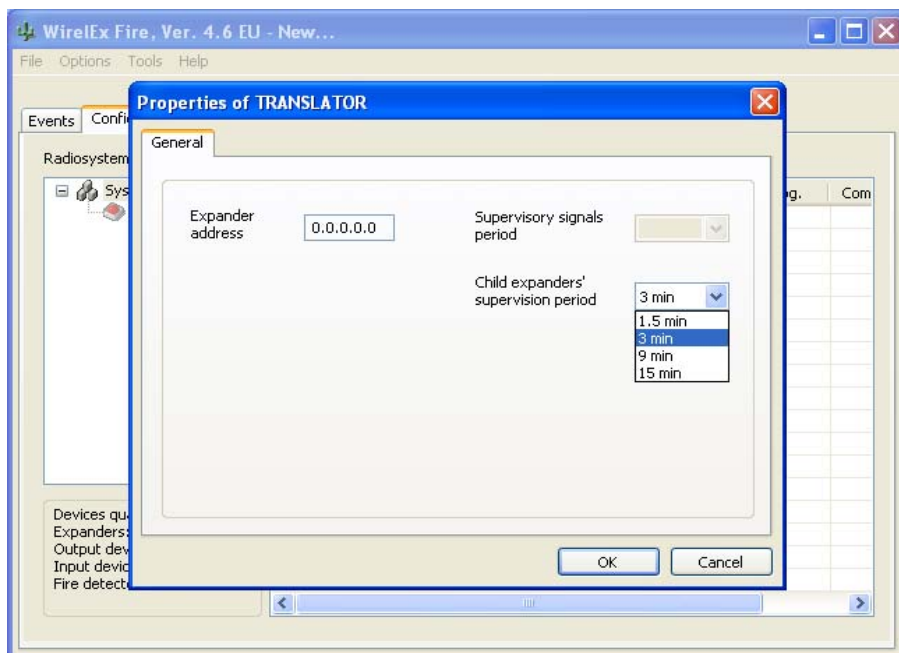 WirelEx Fire, Ver. 4.6 EU - New...
File Options Tools Help
Properties of TRANSLATOR
Events Confi
General
Radiosystem
Sys
g. Com
Expander
address
0.0.0.0.0
Supervisory signals
period
Child expanders'
supervision period
3 min
1.5 min
3 min
9 min
15 min
Devices qu
Expanders:
Output dev
Input devic
Fire detect
OK Cancel